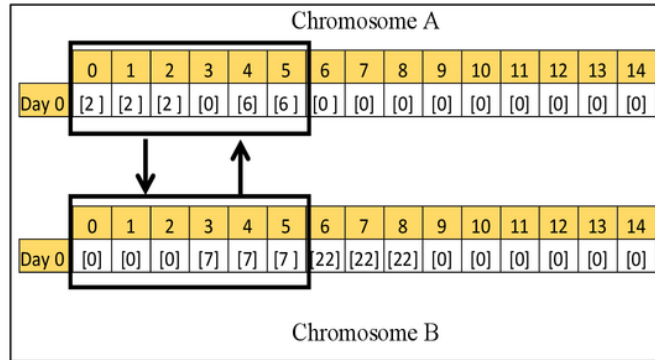 Chromosome A
0 1 2 3 4 5 6 7 8 9 10 11 12 13 14
Day 0 [2 ] [2 ] [2 ] [0] [6] [6 ] [0 ] [0] [0] [0] [0] [0] [0] [0] [0]
0 1 2 3 4 5 6 7 8 9 10 11 12 13 14
Day 0 [0] [0] [0] [7] [7] [7 ] [22] [22] [22] [0] [0] [0] [0] [0] [0]
Chromosome B